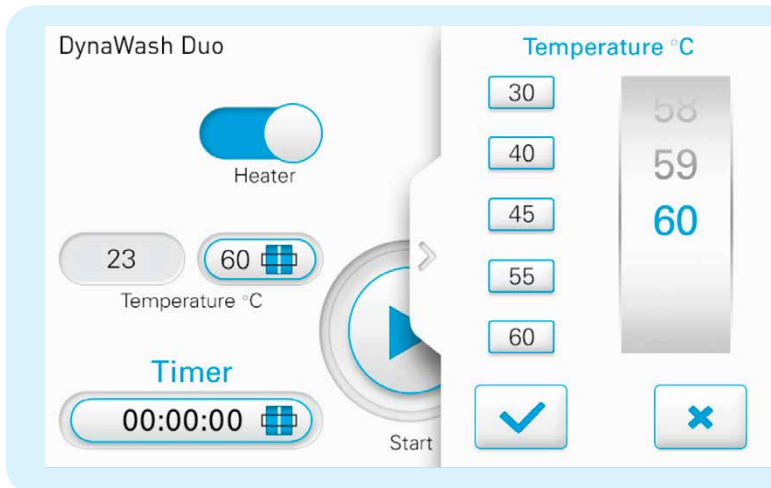 DynaWash Duo
Heater
23
60
Temperature °C
Timer
00:00:00
Start
Temperature °C
30
40
45
55
60
58
59
60